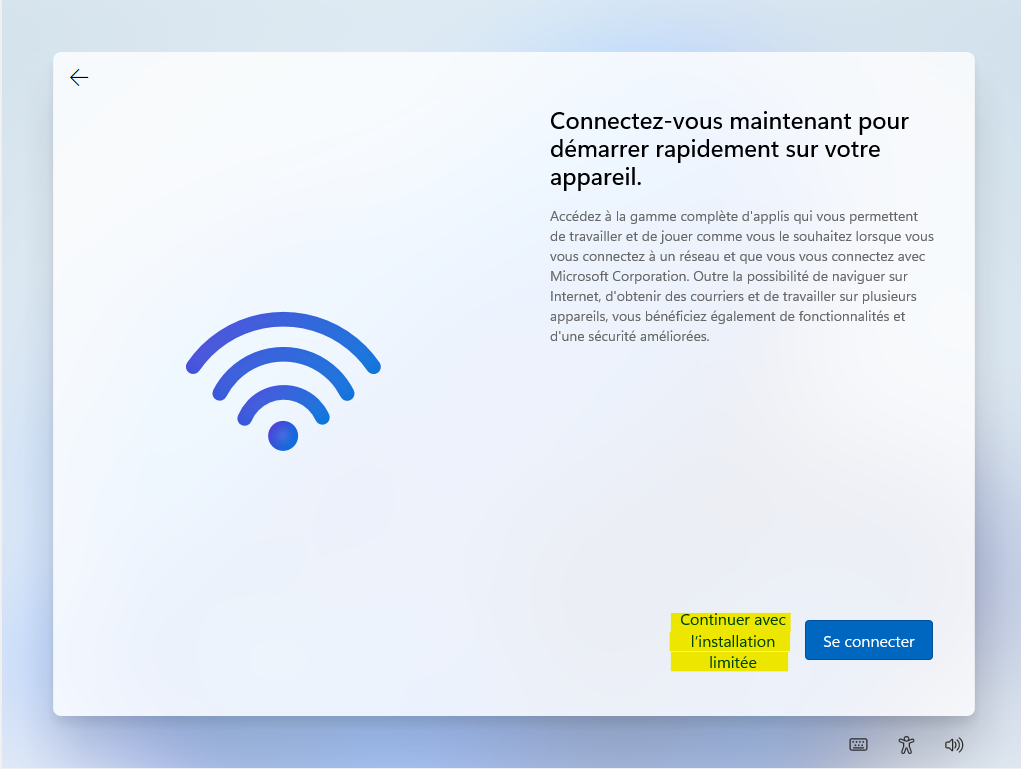 Connectez-vous maintenant pour
démarrer rapidement sur votre
appareil.
Accédez à la gamme complète d'applis qui vous permettent
de travailler et de jouer comme vous le souhaitez lorsque vous
vous connectez à un réseau et que vous vous connectez avec
Microsoft Corporation. Outre la possibilité de naviguer sur
Internet, d'obtenir des courriers et de travailler sur plusieurs
appareils, vous bénéficiez également de fonctionnalités et
d'une sécurité améliorées.
Continuer avec
l’installation
limitée
Se connecter